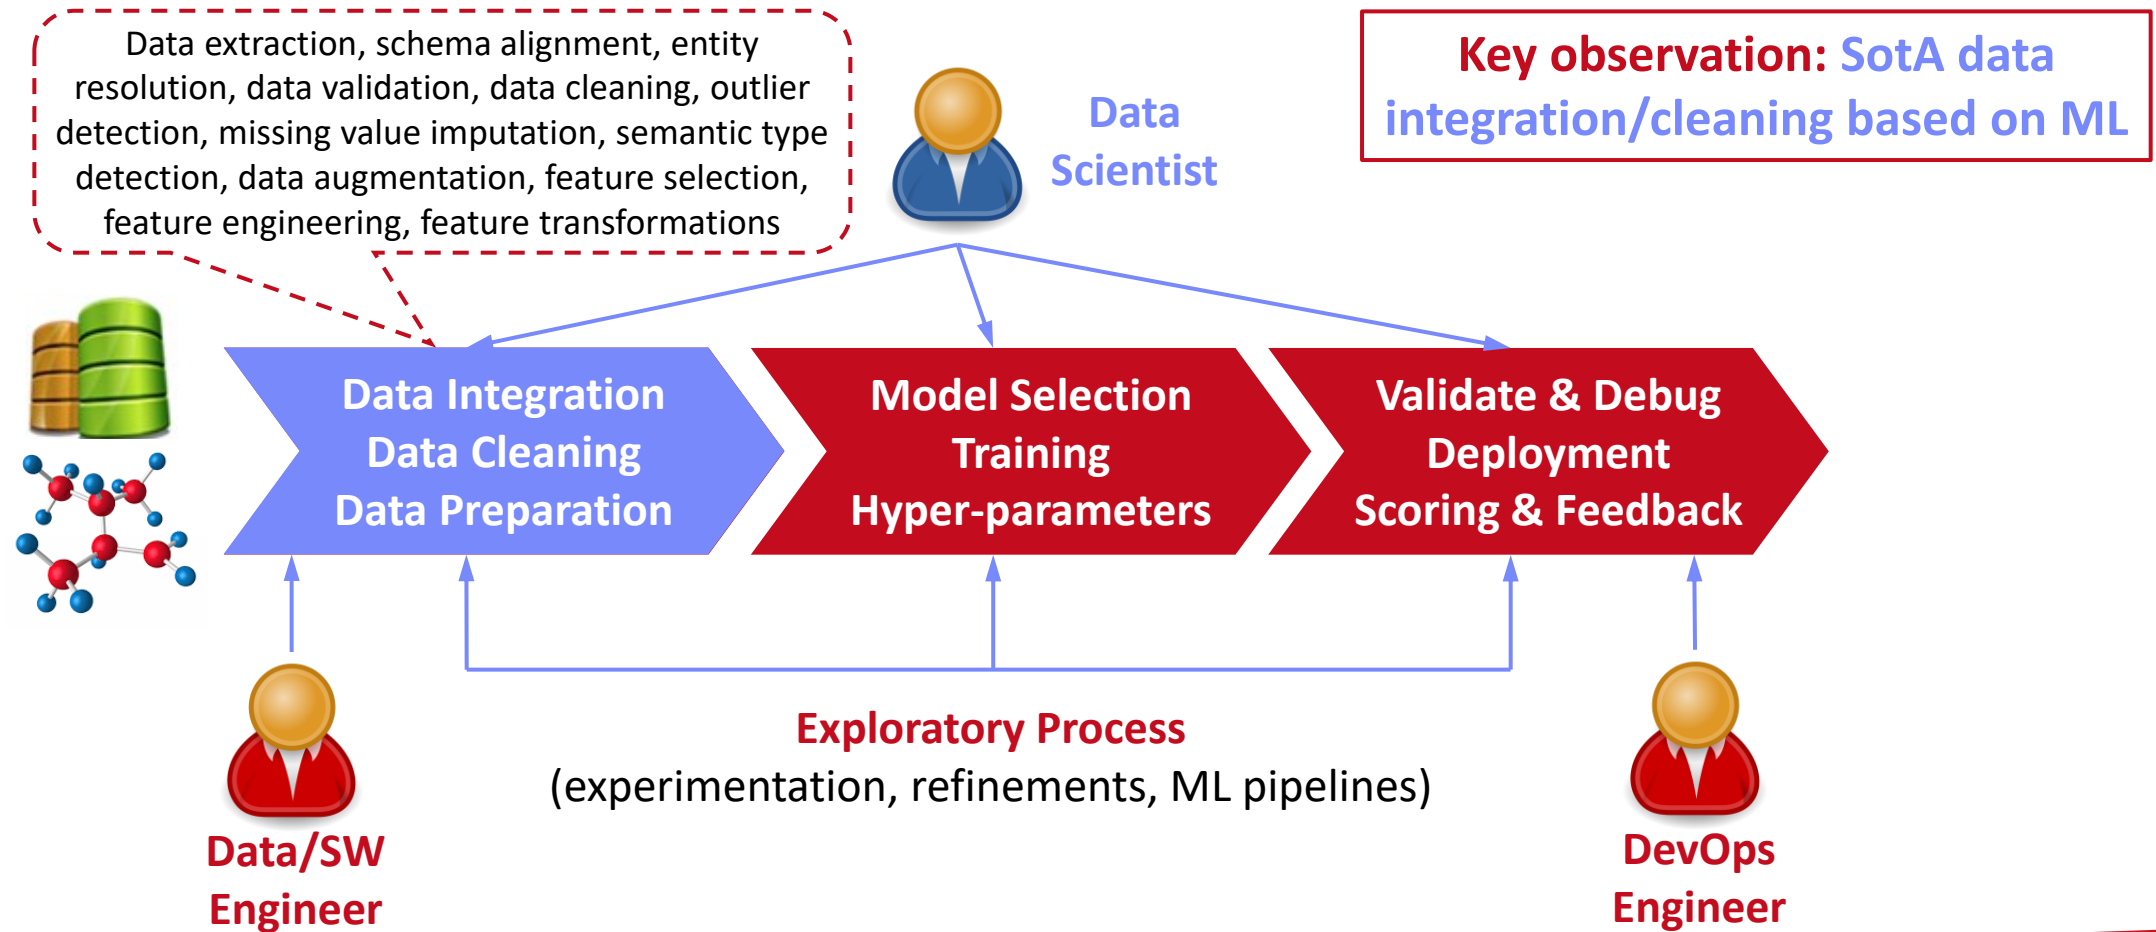 Data extraction, schema alignment, entity
resolution, data validation, data cleaning, outlier
detection, missing value imputation, semantic type
detection, data augmentation, feature selection,
feature engineering, feature transformations
Data
Scientist
Key observation: SotA data
integration/cleaning based on ML
Data Integration
Data Cleaning
Data Preparation
Model Selection
Training
Hyper-parameters
Validate & Debug
Deployment
Scoring & Feedback
Exploratory Process
(experimentation, refinements, ML pipelines)
Data/SW
Engineer
DevOps
Engineer